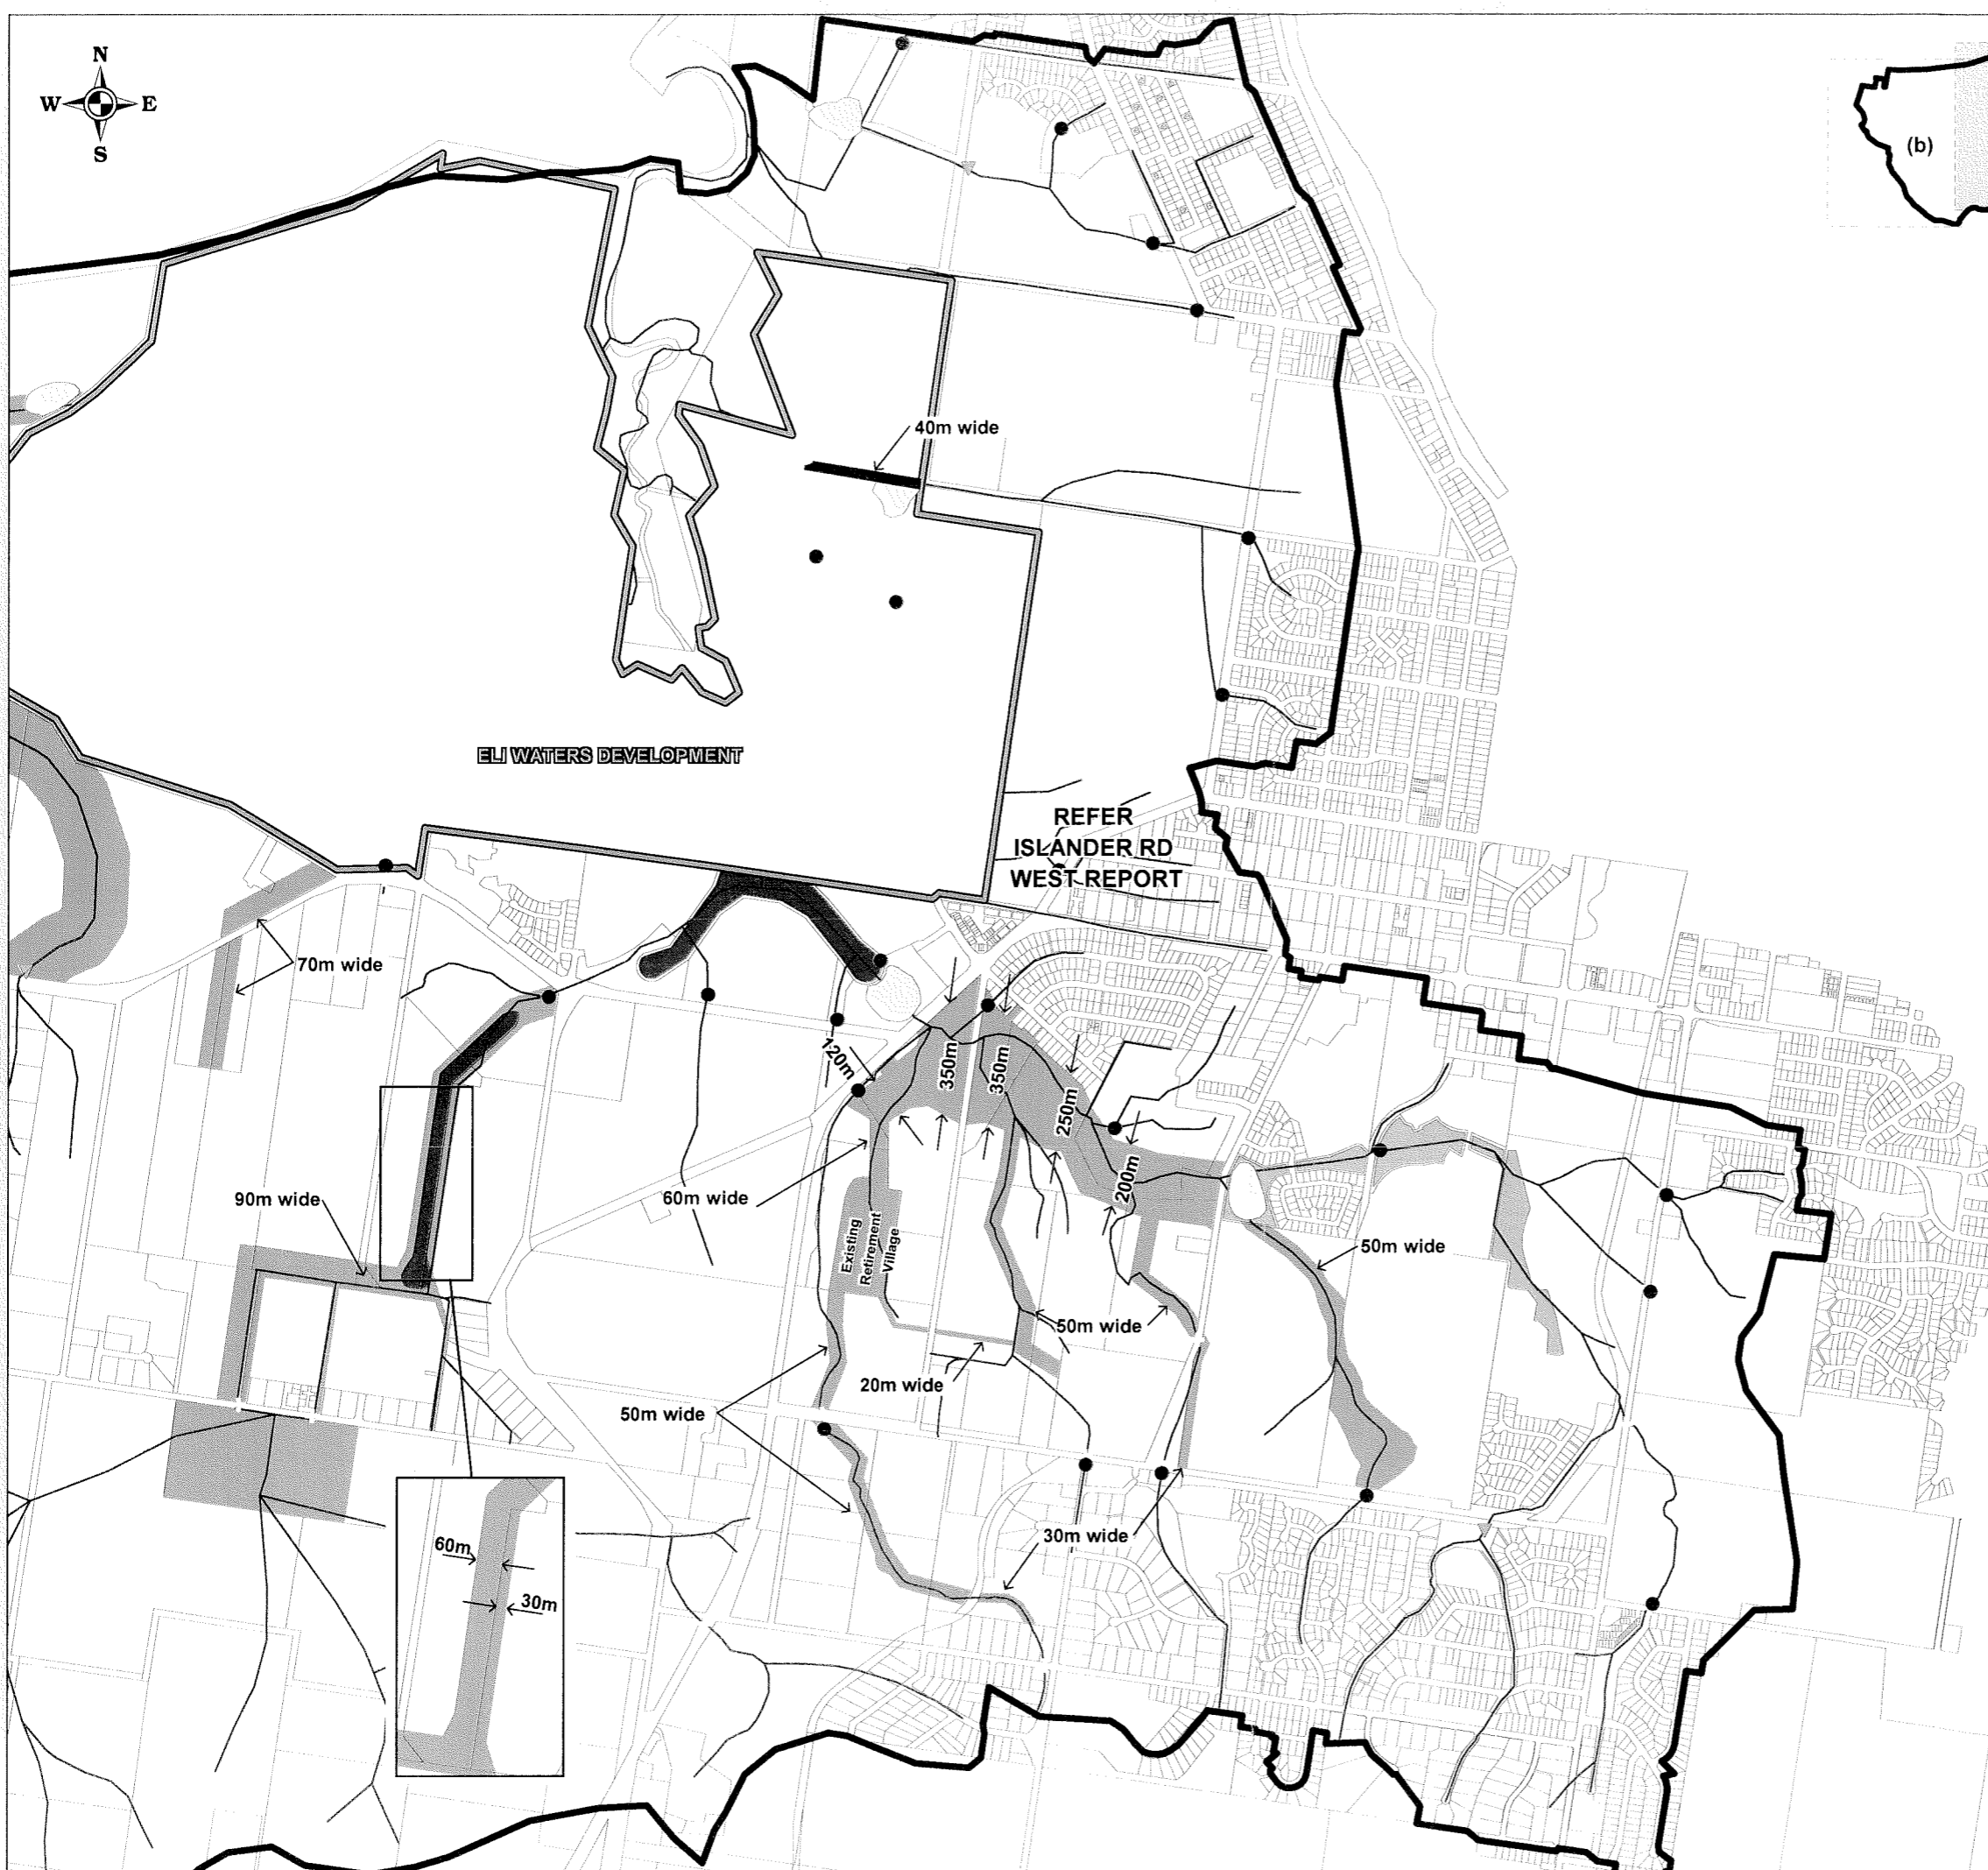 N
W E
S
(b)
40m wide
ELI WATERS DEVELOPMENT
REFER
ISLANDER RD
WEST REPORT
70m wide
120m
350m
350m
250m
200m
90m wide
60m wide
Existing
Retirement
Village
50m wide
50m wide
20m wide
50m wide
30m wide
60m
30m